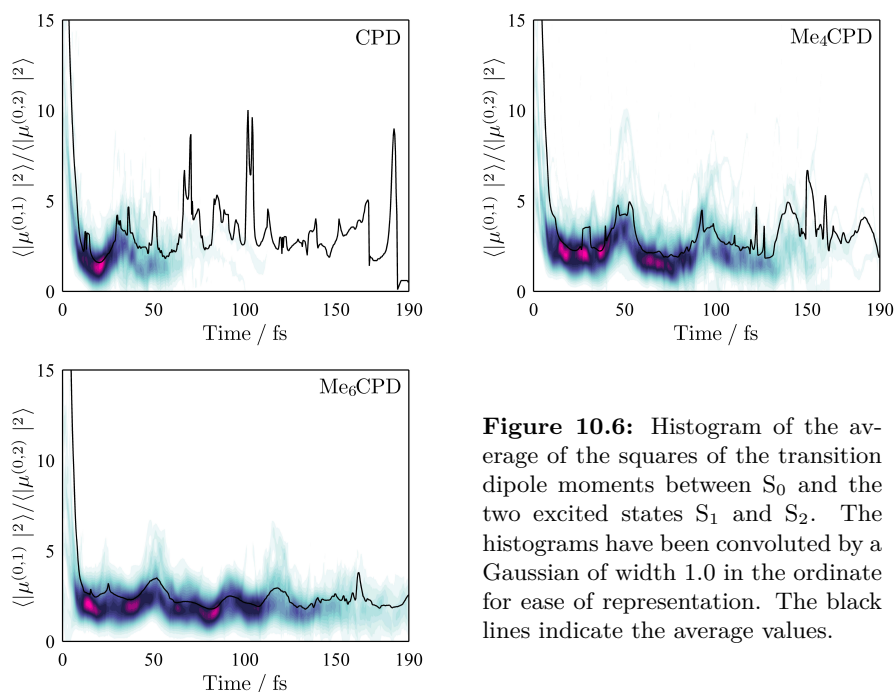 15
10
5
0
⟨|μ^(0,1) |²⟩/⟨|μ^(0,2) |²⟩
CPD
0
50
100
150
190
Time / fs
15
10
5
0
⟨|μ^(0,1) |²⟩/⟨|μ^(0,2) |²⟩
Me₄CPD
0
50
100
150
190
Time / fs
15
10
5
0
⟨|μ^(0,1) |²⟩/⟨|μ^(0,2) |²⟩
Me₆CPD
0
50
100
150
190
Time / fs
Figure 10.6: Histogram of the av-
erage of the squares of the transition
dipole moments between S₀ and the
two excited states S₁ and S₂. The
histograms have been convoluted by a
Gaussian of width 1.0 in the ordinate
for ease of representation. The black
lines indicate the average values.